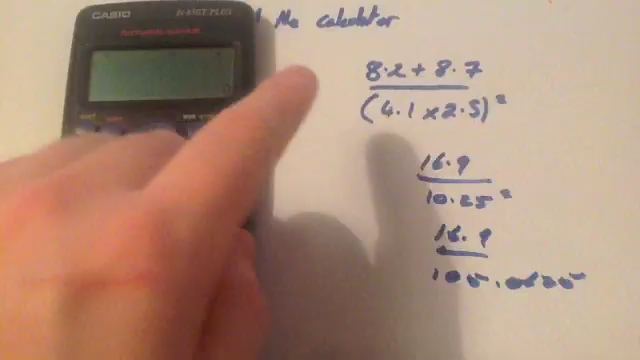 CASIO
the calculator
8.2 + 8.7
(4.1 x 2.5)²
16.9
10.25²
16.9
105.0625